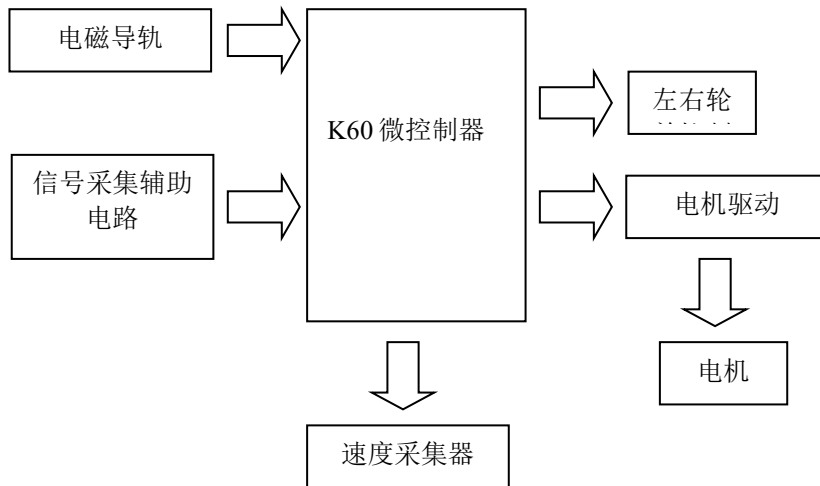 电磁导轨
K60 微控制器
左右轮
信号采集辅助
电路
电机驱动
电机
速度采集器